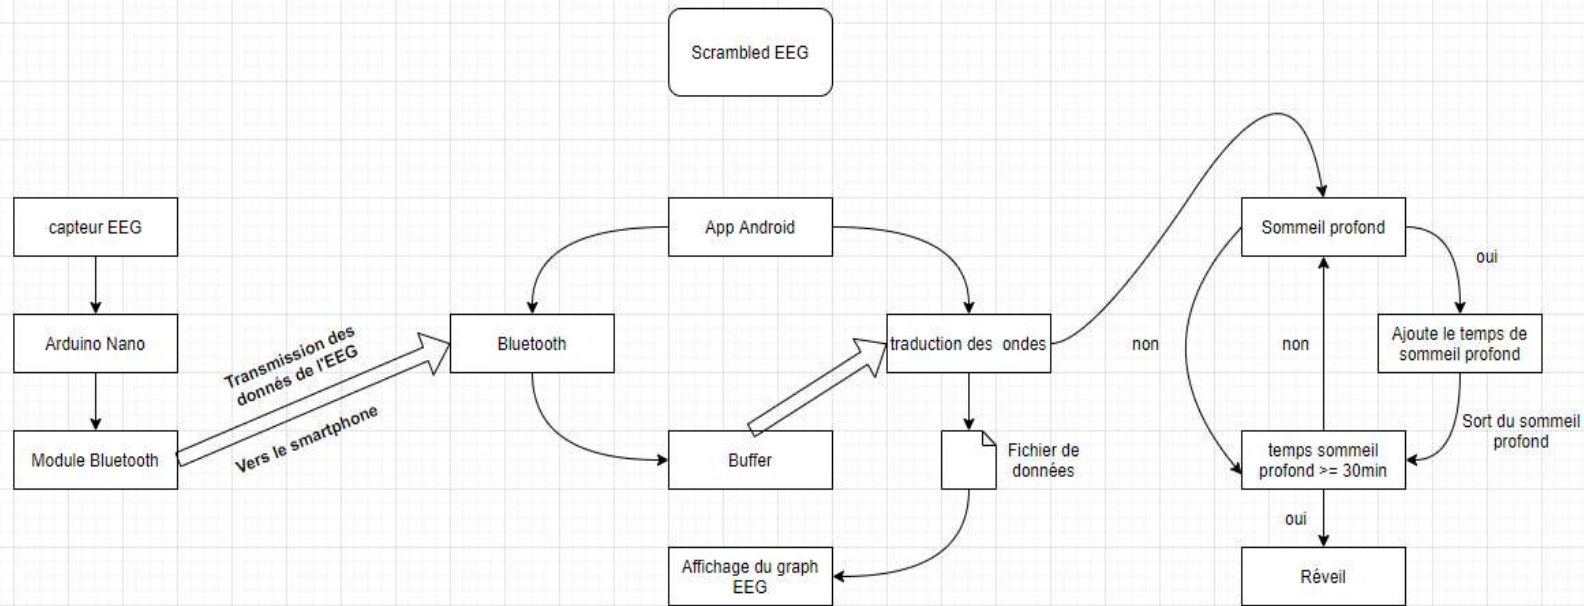 Scrambled EEG
capteur EEG
App Android
Sommeil profond
oui
Arduino Nano
Transmission des
donnés de l'EEG
Vers le smartphone
Bluetooth
traduction des ondes
non
non
Ajoute le temps de
sommeil profond
Module Bluetooth
Buffer
Fichier de
données
temps sommeil
profond >= 30min
Sort du sommeil
profond
oui
Affichage du graph
EEG
Réveil